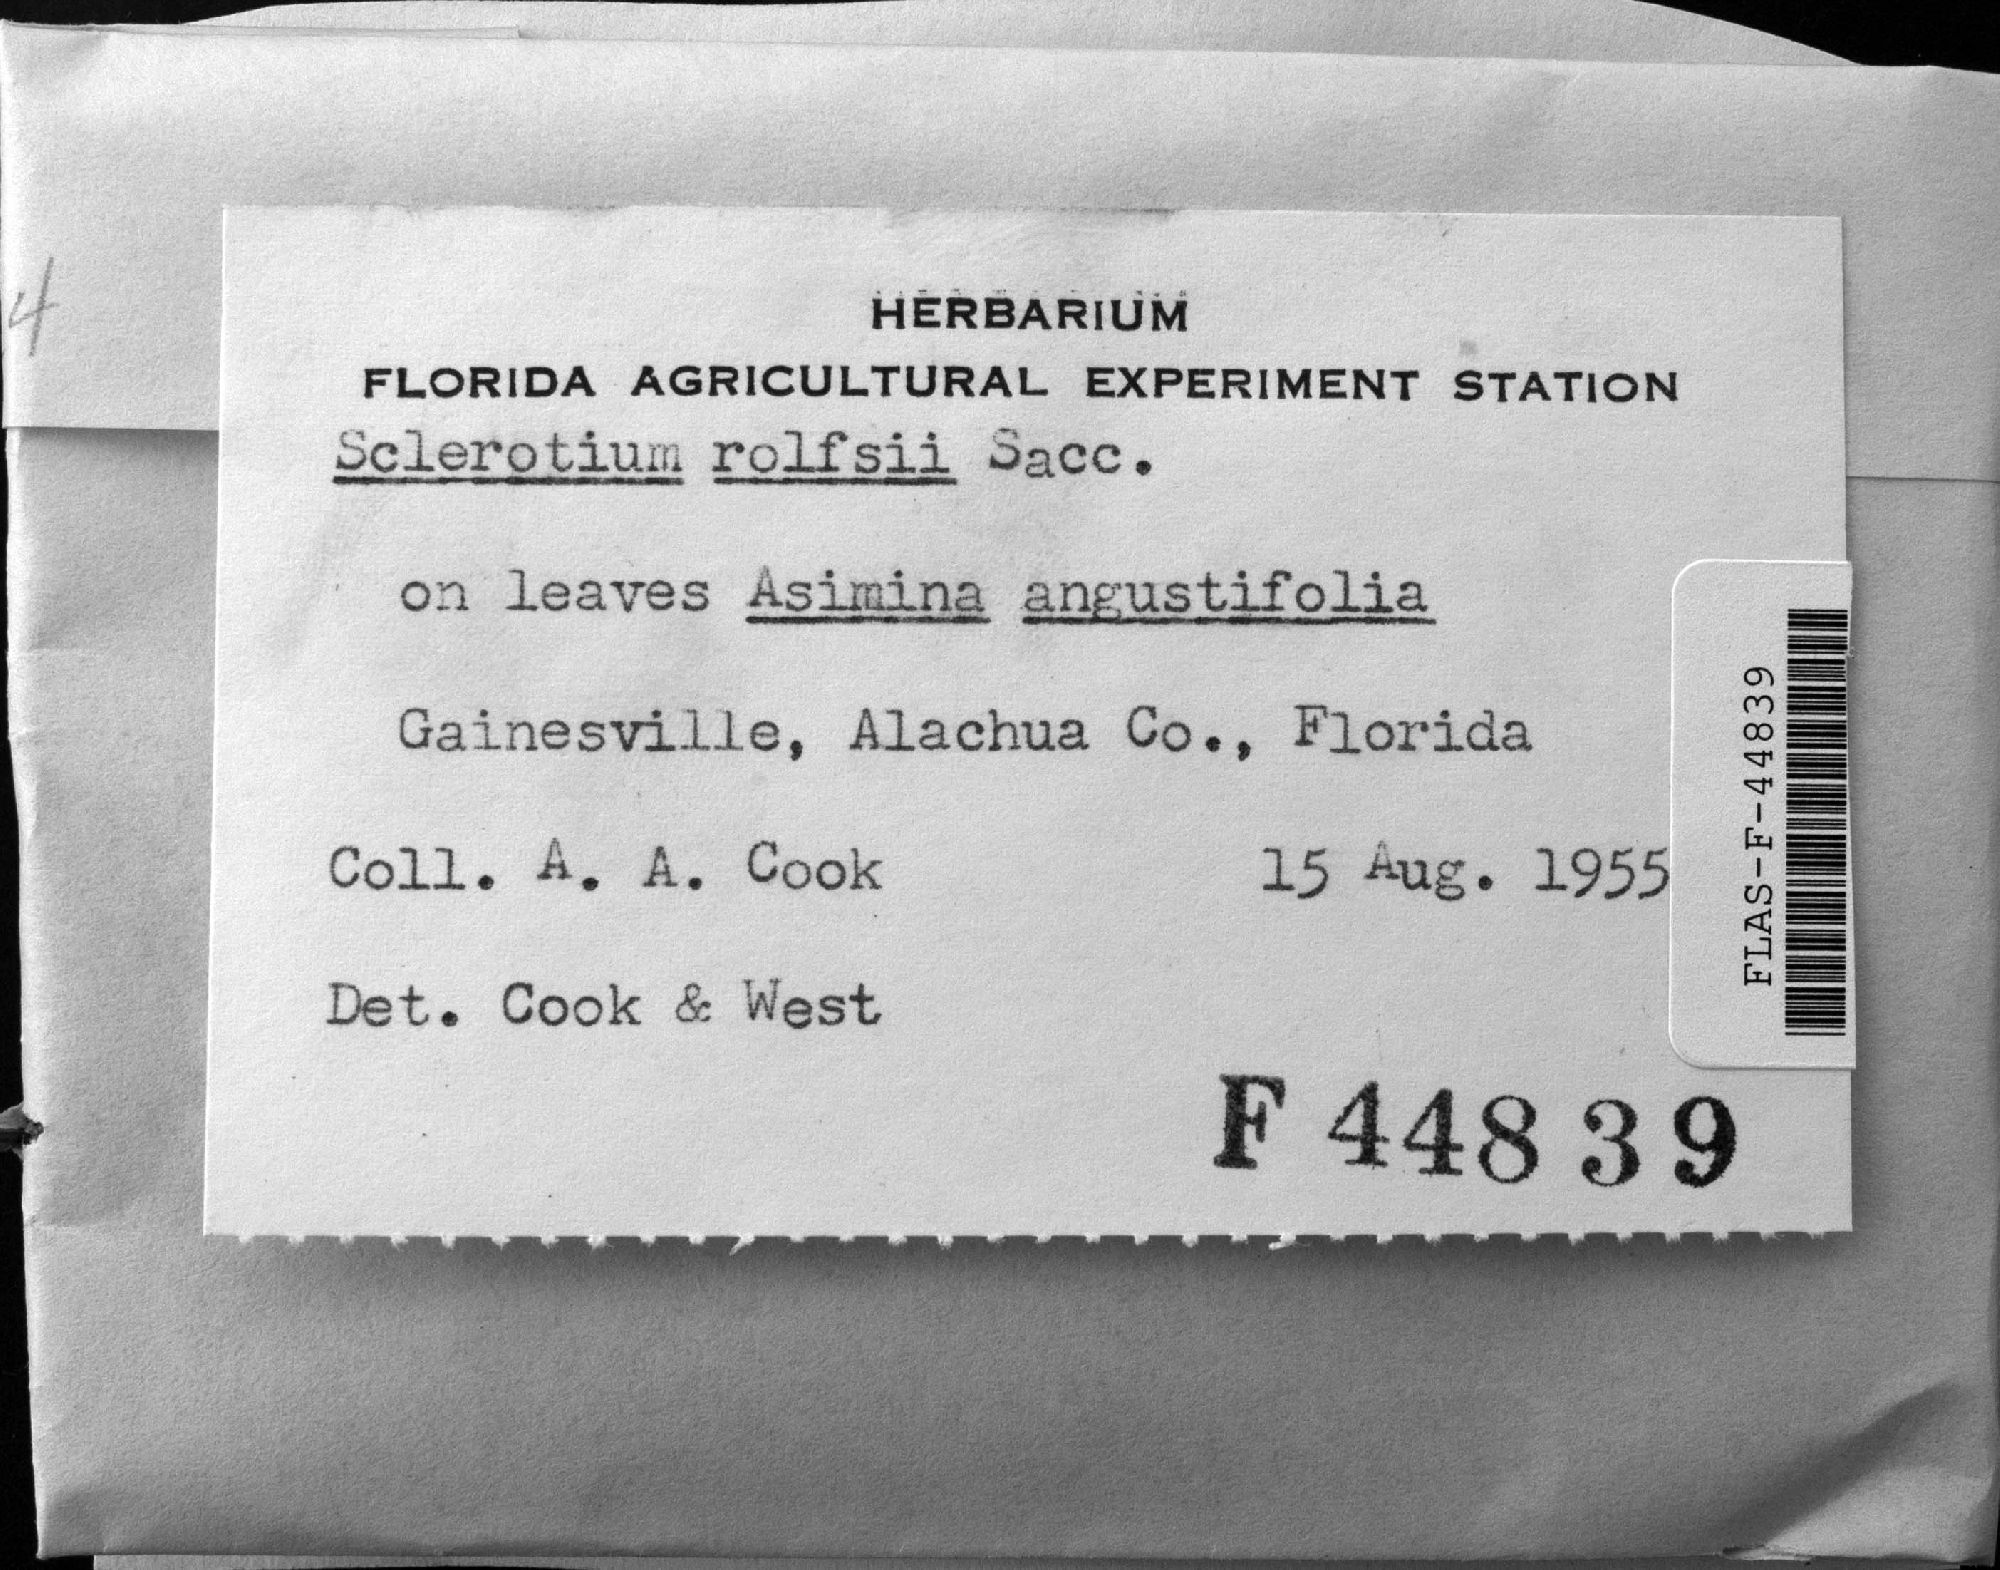 4
HERBARIUM
FLORIDA AGRICULTURAL EXPERIMENT STATION
Sclerotium rolfsii Sacc.
on leaves Asimina angustifolia
Gainesville, Alachua Co., Florida
Coll. A. A. Cook 15 Aug. 1955
Det. Cook & West
F 44839
FLAS-F-44839